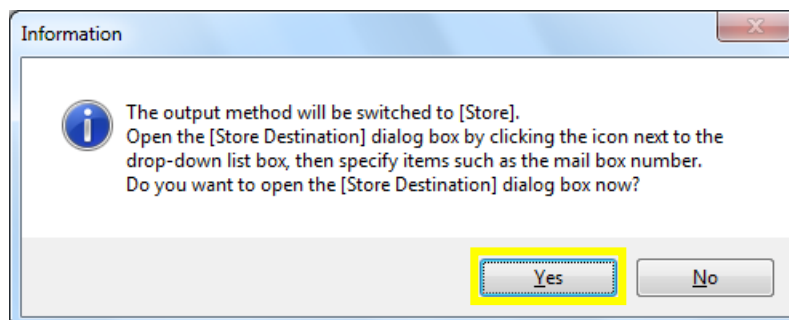 Information
The output method will be switched to [Store].
Open the [Store Destination] dialog box by clicking the icon next to the
drop-down list box, then specify items such as the mail box number.
Do you want to open the [Store Destination] dialog box now?
Yes No